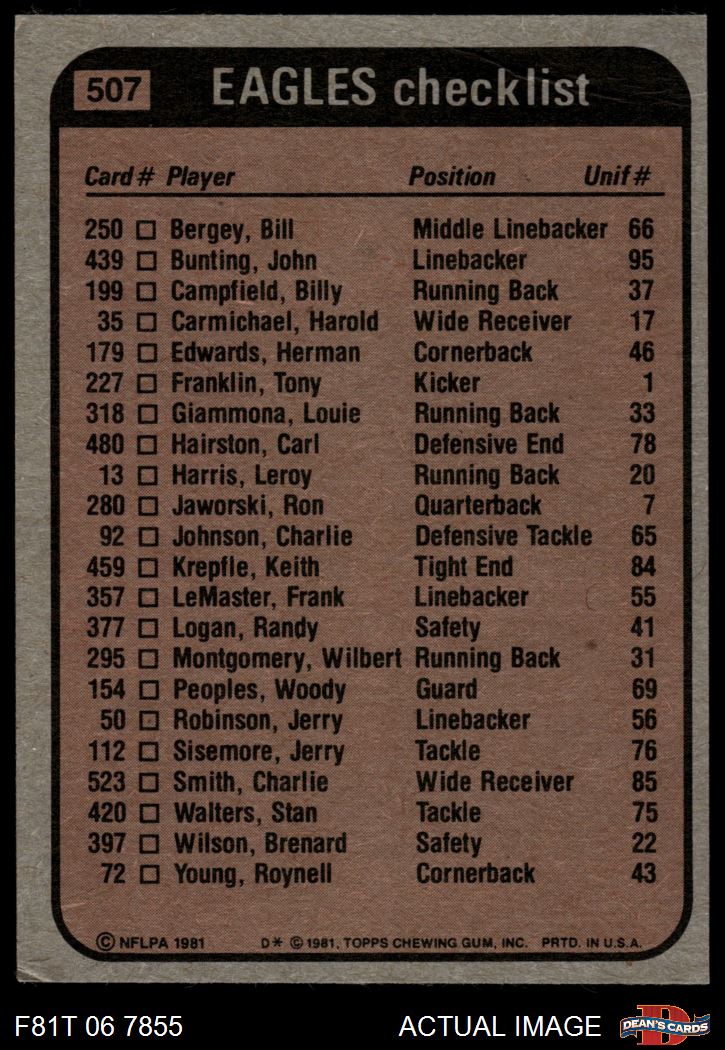 507 EAGLES checklist
Card # Player Position Unif #
250 Bergey, Bill Middle Linebacker 66
439 Bunting, John Linebacker 95
199 Campfield, Billy Running Back 37
35 Carmichael, Harold Wide Receiver 17
179 Edwards, Herman Cornerback 46
227 Franklin, Tony Kicker 1
318 Giammona, Louie Running Back 33
480 Hairston, Carl Defensive End 78
13 Harris, Leroy Running Back 20
280 Jaworski, Ron Quarterback 7
92 Johnson, Charlie Defensive Tackle 65
459 Krepfle, Keith Tight End 84
357 LeMaster, Frank Linebacker 55
377 Logan, Randy Safety 41
295 Montgomery, Wilbert Running Back 31
154 Peoples, Woody Guard 69
50 Robinson, Jerry Linebacker 56
112 Sisemore, Jerry Tackle 76
523 Smith, Charlie Wide Receiver 85
420 Walters, Stan Tackle 75
397 Wilson, Brenard Safety 22
72 Young, Roynell Cornerback 43
© NFLPA 1981 D* © 1981, TOPPS CHEWING GUM, INC. PRTD. IN U.S.A.
F81T 06 7855 ACTUAL IMAGE D DEAN'S CARDS